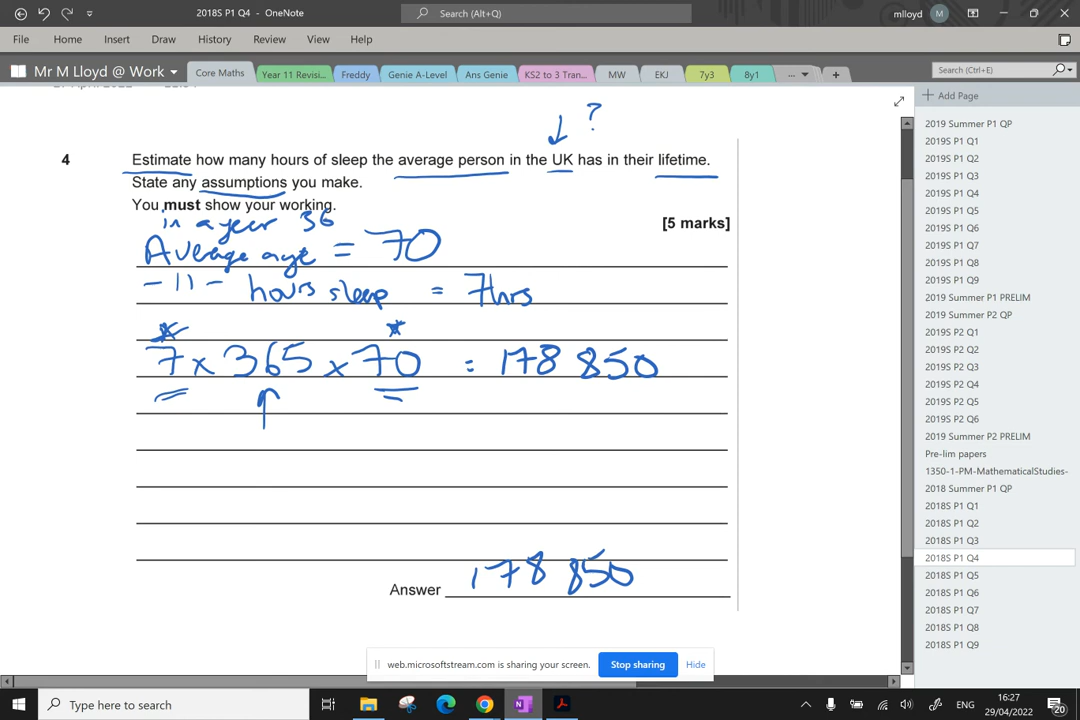 2018S P1 Q4 - OneNote
Search (Alt+Q)
mlloyd
M
File Home Insert Draw History Review View Help
Mr M Lloyd @ Work
Core Maths
Year 11 Revisi...
Freddy
Genie A-Level
Ans Genie
KS2 to 3 Tran...
MW
EKJ
7y3
8y1
...
+
Search (Ctrl+E)
Add Page
2019 Summer P1 QP
2019S P1 Q1
2019S P1 Q2
2019S P1 Q3
2019S P1 Q4
2019S P1 Q5
2019S P1 Q6
2019S P1 Q7
2019S P1 Q8
2019S P1 Q9
2019 Summer P1 PRELIM
2019 Summer P2 QP
2019S P2 Q1
2019S P2 Q2
2019S P2 Q3
2019S P2 Q4
2019S P2 Q5
2019S P2 Q6
2019 Summer P2 PRELIM
Pre-lim papers
1350-1-PM-MathematicalStudies-
2018 Summer P1 QP
2018S P1 Q1
2018S P1 Q2
2018S P1 Q3
2018S P1 Q4
2018S P1 Q5
2018S P1 Q6
2018S P1 Q7
2018S P1 Q8
2018S P1 Q9
?
4 Estimate how many hours of sleep the average person in the UK has in their lifetime.
State any assumptions you make.
You must show your working.
[5 marks]
in a year 36
Average age = 70
- 11 - hours sleep = 7hrs
7 x 365 x 70 = 178 850
Answer 178 850
web.microsoftstream.com is sharing your screen.
Stop sharing
Hide
Type here to search
ENG
16:27
29/04/2022
20